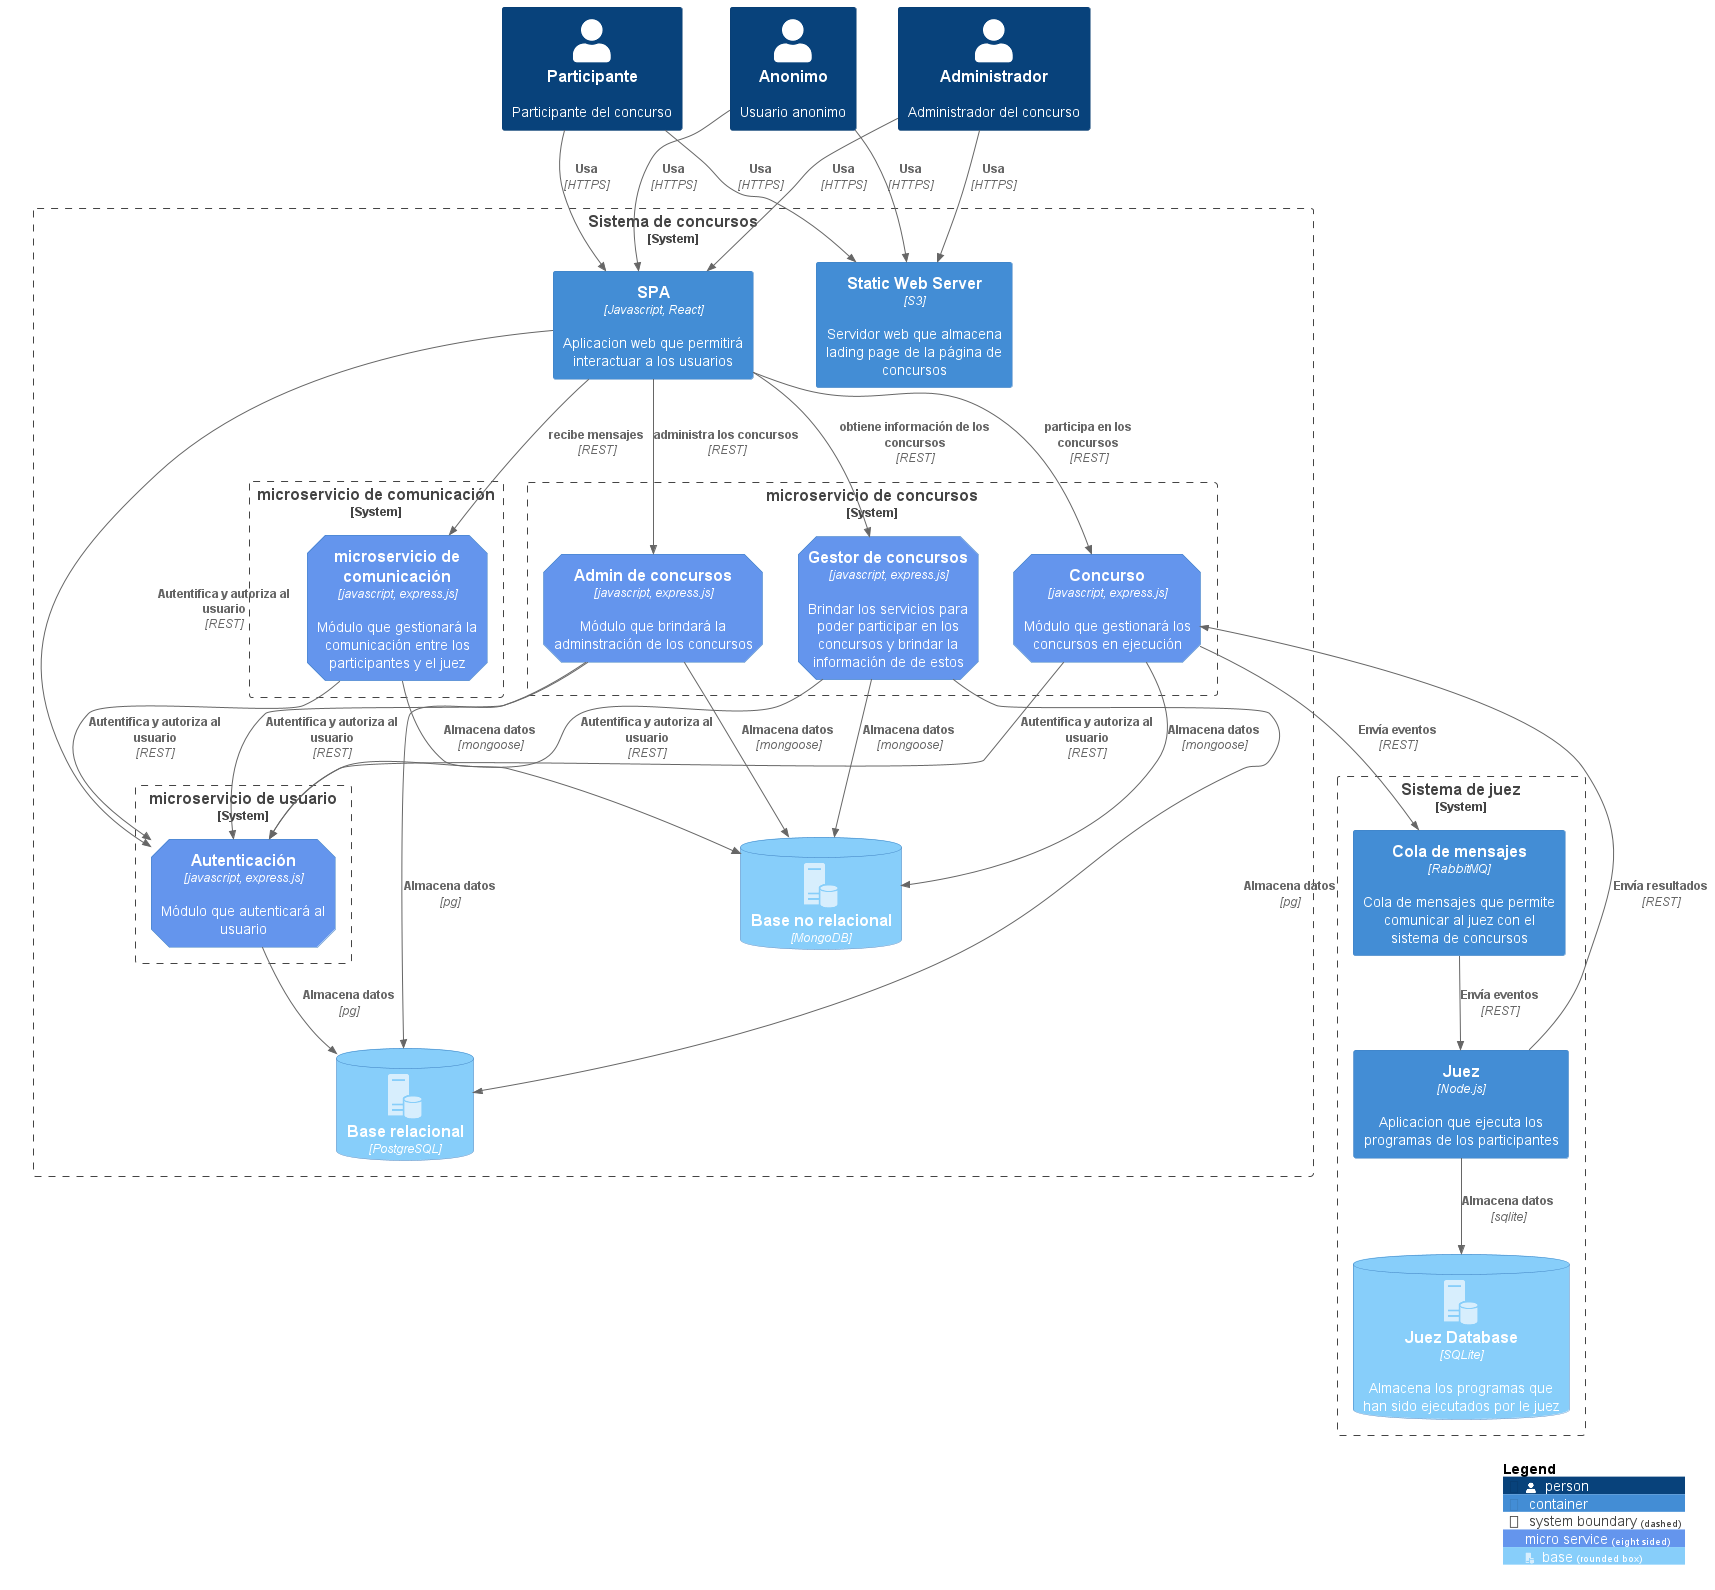 Participante
Participante del concurso
Anonimo
Usuario anonimo
Administrador
Administrador del concurso
Usa
[HTTPS]
Usa
[HTTPS]
Usa
[HTTPS]
Usa
[HTTPS]
Usa
[HTTPS]
Usa
[HTTPS]
Sistema de concursos
[System]
SPA
[Javascript, React]
Aplicacion web que permitirá
interactuar a los usuarios
Static Web Server
[S3]
Servidor web que almacena
lading page de la página de
concursos
recibe mensajes
[REST]
administra los concursos
[REST]
obtiene información de los
concursos
[REST]
participa en los
concursos
[REST]
microservicio de comunicación
[System]
microservicio de
comunicación
[javascript, express.js]
Módulo que gestionará la
comunicación entre los
participantes y el juez
microservicio de concursos
[System]
Admin de concursos
[javascript, express.js]
Módulo que brindará la
adminstración de los concursos
Gestor de concursos
[javascript, express.js]
Brindar los servicios para
poder participar en los
concursos y brindar la
información de de estos
Concurso
[javascript, express.js]
Módulo que gestionará los
concursos en ejecución
Autentifica y autoriza al
usuario
[REST]
Autentifica y autoriza al
usuario
[REST]
Autentifica y autoriza al
usuario
[REST]
Almacena datos
[mongoose]
Autentifica y autoriza al
usuario
[REST]
Almacena datos
[mongoose]
Almacena datos
[mongoose]
Autentifica y autoriza al
usuario
[REST]
Almacena datos
[mongoose]
Envía eventos
[REST]
microservicio de usuario
[System]
Autenticación
[javascript, express.js]
Módulo que autenticará al
usuario
Almacena datos
[pg]
Base no relacional
[MongoDB]
Almacena datos
[pg]
Sistema de juez
[System]
Cola de mensajes
[RabbitMQ]
Cola de mensajes que permite
comunicar al juez con el
sistema de concursos
Envía resultados
[REST]
Almacena datos
[pg]
Envía eventos
[REST]
Base relacional
[PostgreSQL]
Juez
[Node.js]
Aplicacion que ejecuta los
programas de los participantes
Almacena datos
[sqlite]
Juez Database
[SQLite]
Almacena los programas que
han sido ejecutados por le juez
Legend
person
container
system boundary (dashed)
micro service (eight sided)
base (rounded box)